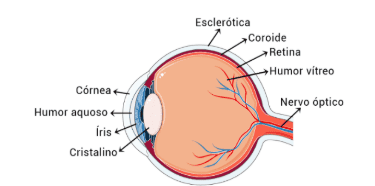 Esclerótica
Coroide
Retina
Humor vítreo
Nervo óptico
Córnea
Humor aquoso
Íris
Cristalino